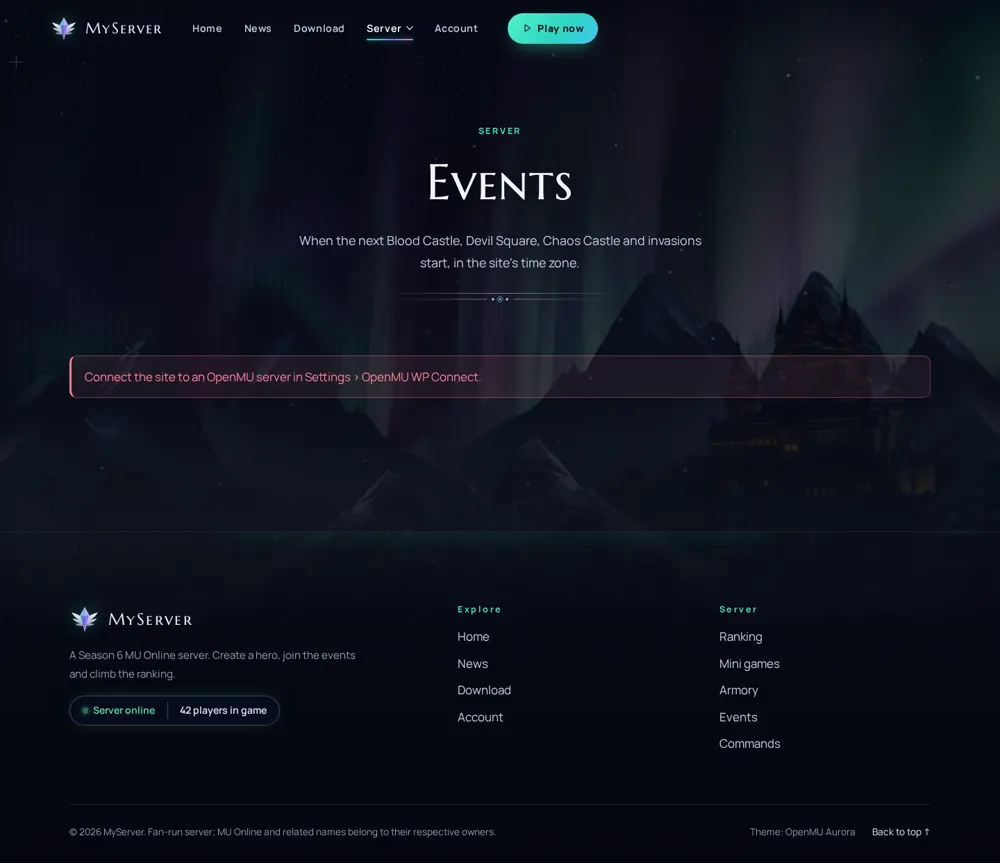 MyServer
Home
News
Download
Server
Account
Play now
SERVER
Events
When the next Blood Castle, Devil Square, Chaos Castle and invasions
start, in the site's time zone.
Connect the site to an OpenMU server in Settings › OpenMU WP Connect.
MyServer
A Season 6 MU Online server. Create a hero, join the events
and climb the ranking.
Server online
42 players in game
Explore
Home
News
Download
Account
Server
Ranking
Mini games
Armory
Events
Commands
© 2026 MyServer. Fan-run server; MU Online and related names belong to their respective owners.
Theme: OpenMU Aurora
Back to top ↑